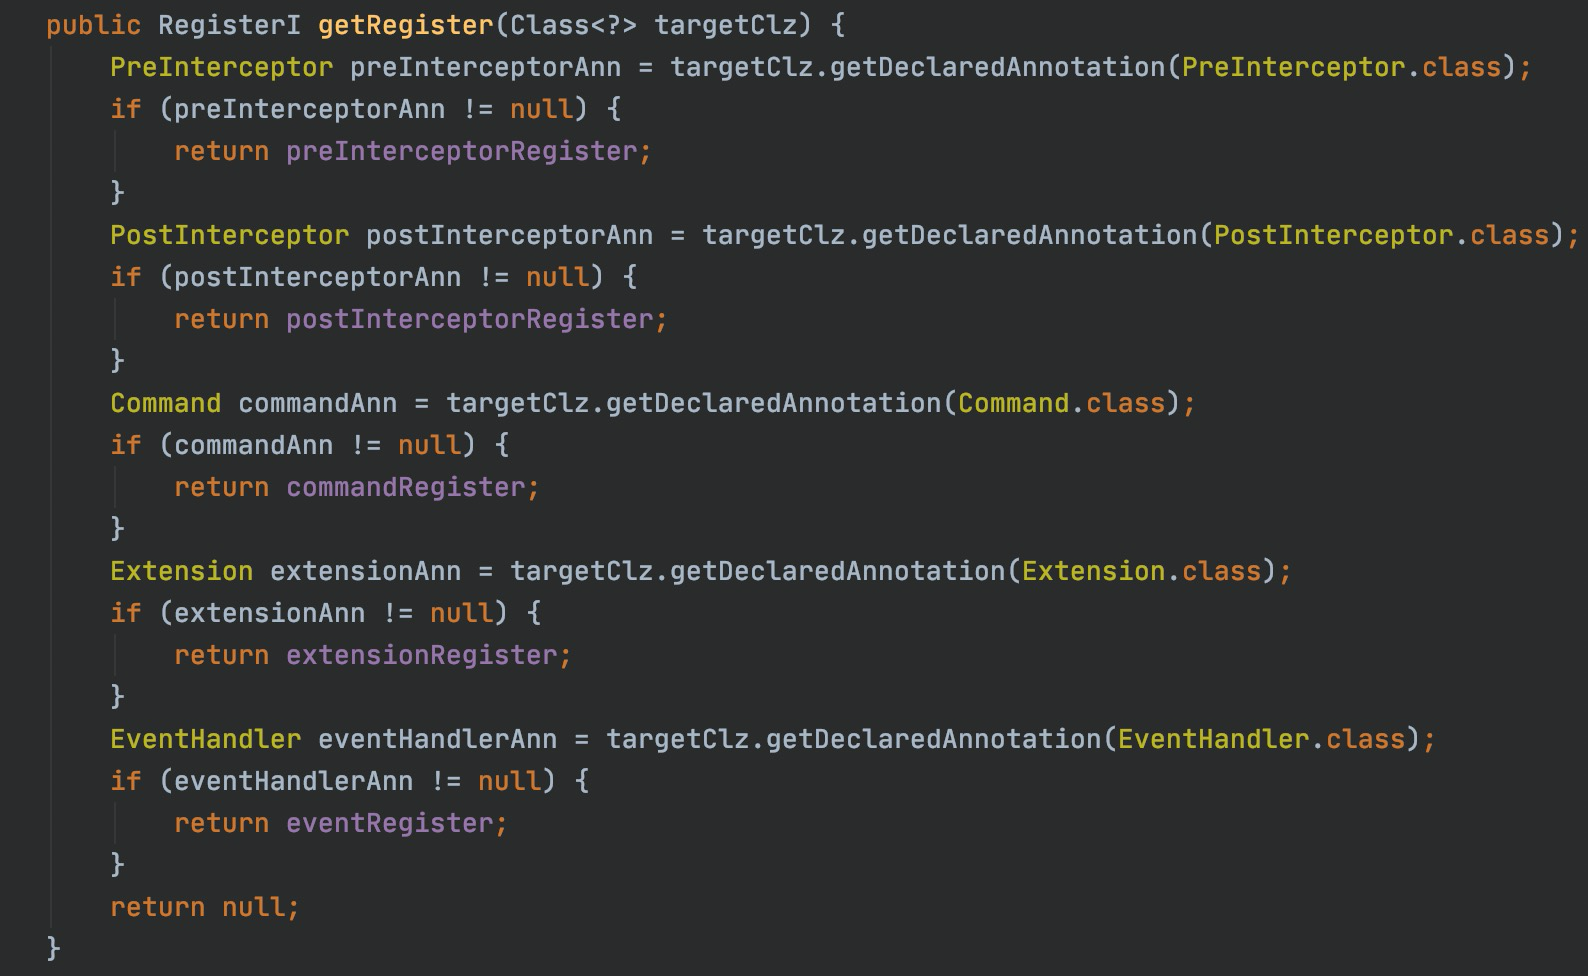 public RegisterI getRegister(Class<?> targetClz) {
    PreInterceptor preInterceptorAnn = targetClz.getDeclaredAnnotation(PreInterceptor.class);
    if (preInterceptorAnn != null) {
        return preInterceptorRegister;
    }
    PostInterceptor postInterceptorAnn = targetClz.getDeclaredAnnotation(PostInterceptor.class);
    if (postInterceptorAnn != null) {
        return postInterceptorRegister;
    }
    Command commandAnn = targetClz.getDeclaredAnnotation(Command.class);
    if (commandAnn != null) {
        return commandRegister;
    }
    Extension extensionAnn = targetClz.getDeclaredAnnotation(Extension.class);
    if (extensionAnn != null) {
        return extensionRegister;
    }
    EventHandler eventHandlerAnn = targetClz.getDeclaredAnnotation(EventHandler.class);
    if (eventHandlerAnn != null) {
        return eventRegister;
    }
    return null;
}